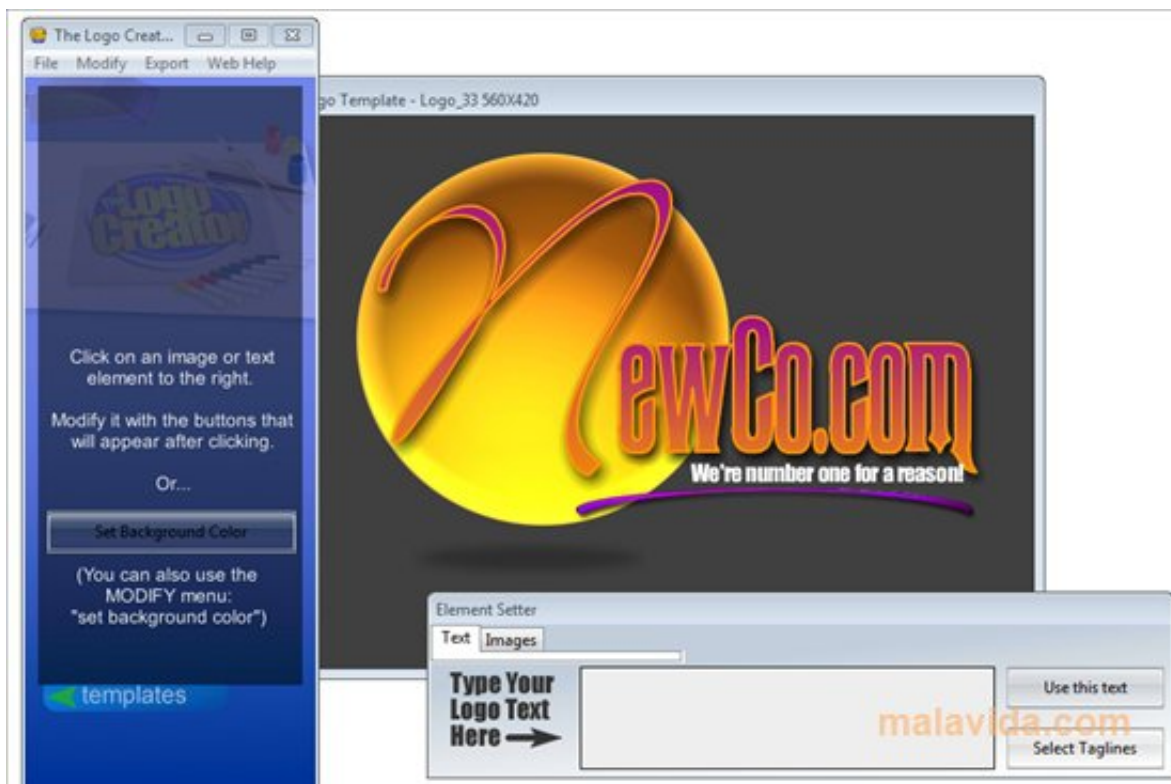 The Logo Creat...
File Modify Export Web Help
The
Logo
Creator
Click on an image or text
element to the right.
Modify it with the buttons that
will appear after clicking.
Or...
Set Background Color
(You can also use the
MODIFY menu:
"set background color")
templates
go Template - Logo_33 560X420
NewCo.com
We're number one for a reason!
Element Setter
Text Images
Type Your
Logo Text
Here
Use this text
Select Taglines
malavida.com